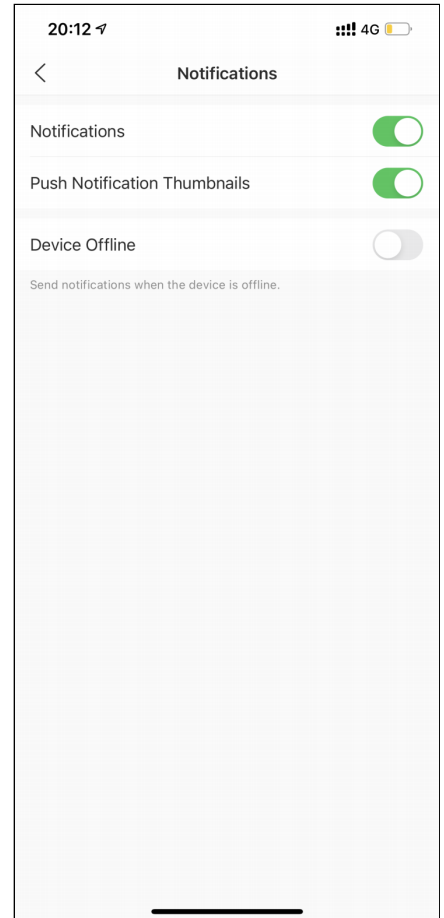 20:12 4G
Notifications
Notifications
Push Notification Thumbnails
Device Offline
Send notifications when the device is offline.